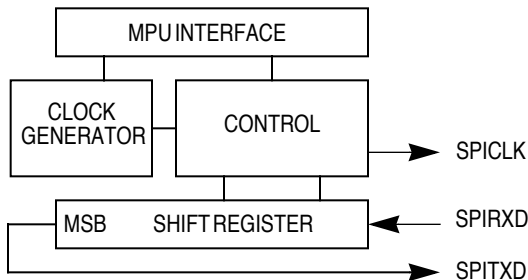 MPU INTERFACE
CLOCK
GENERATOR
CONTROL
SPICLK
MSB SHIFT REGISTER
SPIRXD
SPITXD